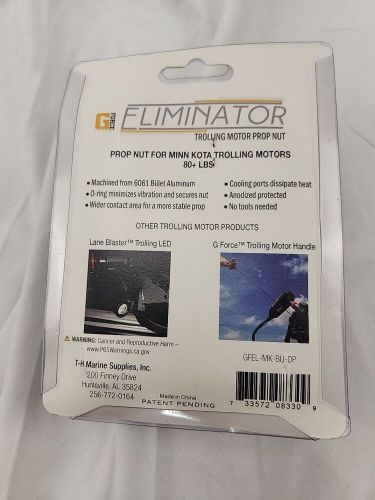 G FORCE ELIMINATOR
TROLLING MOTOR PROP NUT
PROP NUT FOR MINN KOTA TROLLING MOTORS
80+ LBS
• Machined from 6061 Billet Aluminum
• O-ring minimizes vibration and secures nut
• Wider contact area for a more stable prop
• Cooling ports dissipate heat
• Anodized protected
• No tools needed
OTHER TROLLING MOTOR PRODUCTS
Lane Blaster™ Trolling LED
G Force™ Trolling Motor Handle
⚠ WARNING: Cancer and Reproductive Harm –
www.P65Warnings.ca.gov
T-H Marine Supplies, Inc.
200 Finney Drive
Huntsville, AL 35824
256-772-0164
Made in China
PATENT PENDING
GFEL-MK-BU-DP
7 33572 08330 9